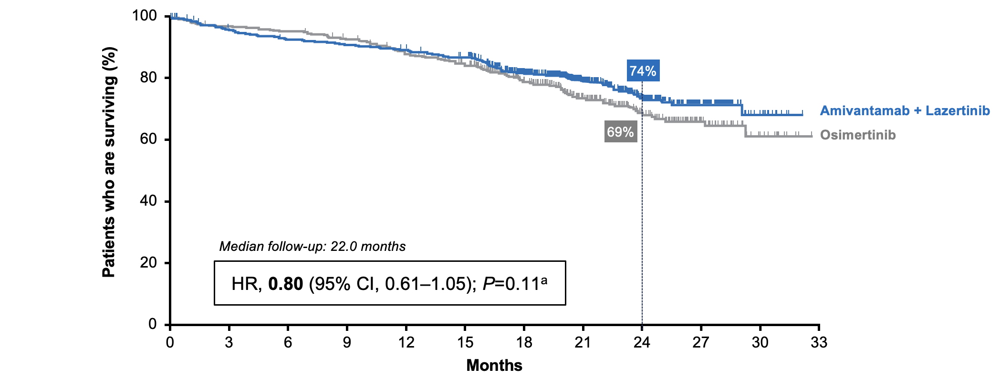 Patients who are surviving (%)
100
80
60
40
20
0
74%
69%
Amivantamab + Lazertinib
Osimertinib
Median follow-up: 22.0 months
HR, 0.80 (95% CI, 0.61–1.05); P=0.11ᵃ
0 3 6 9 12 15 18 21 24 27 30 33
Months